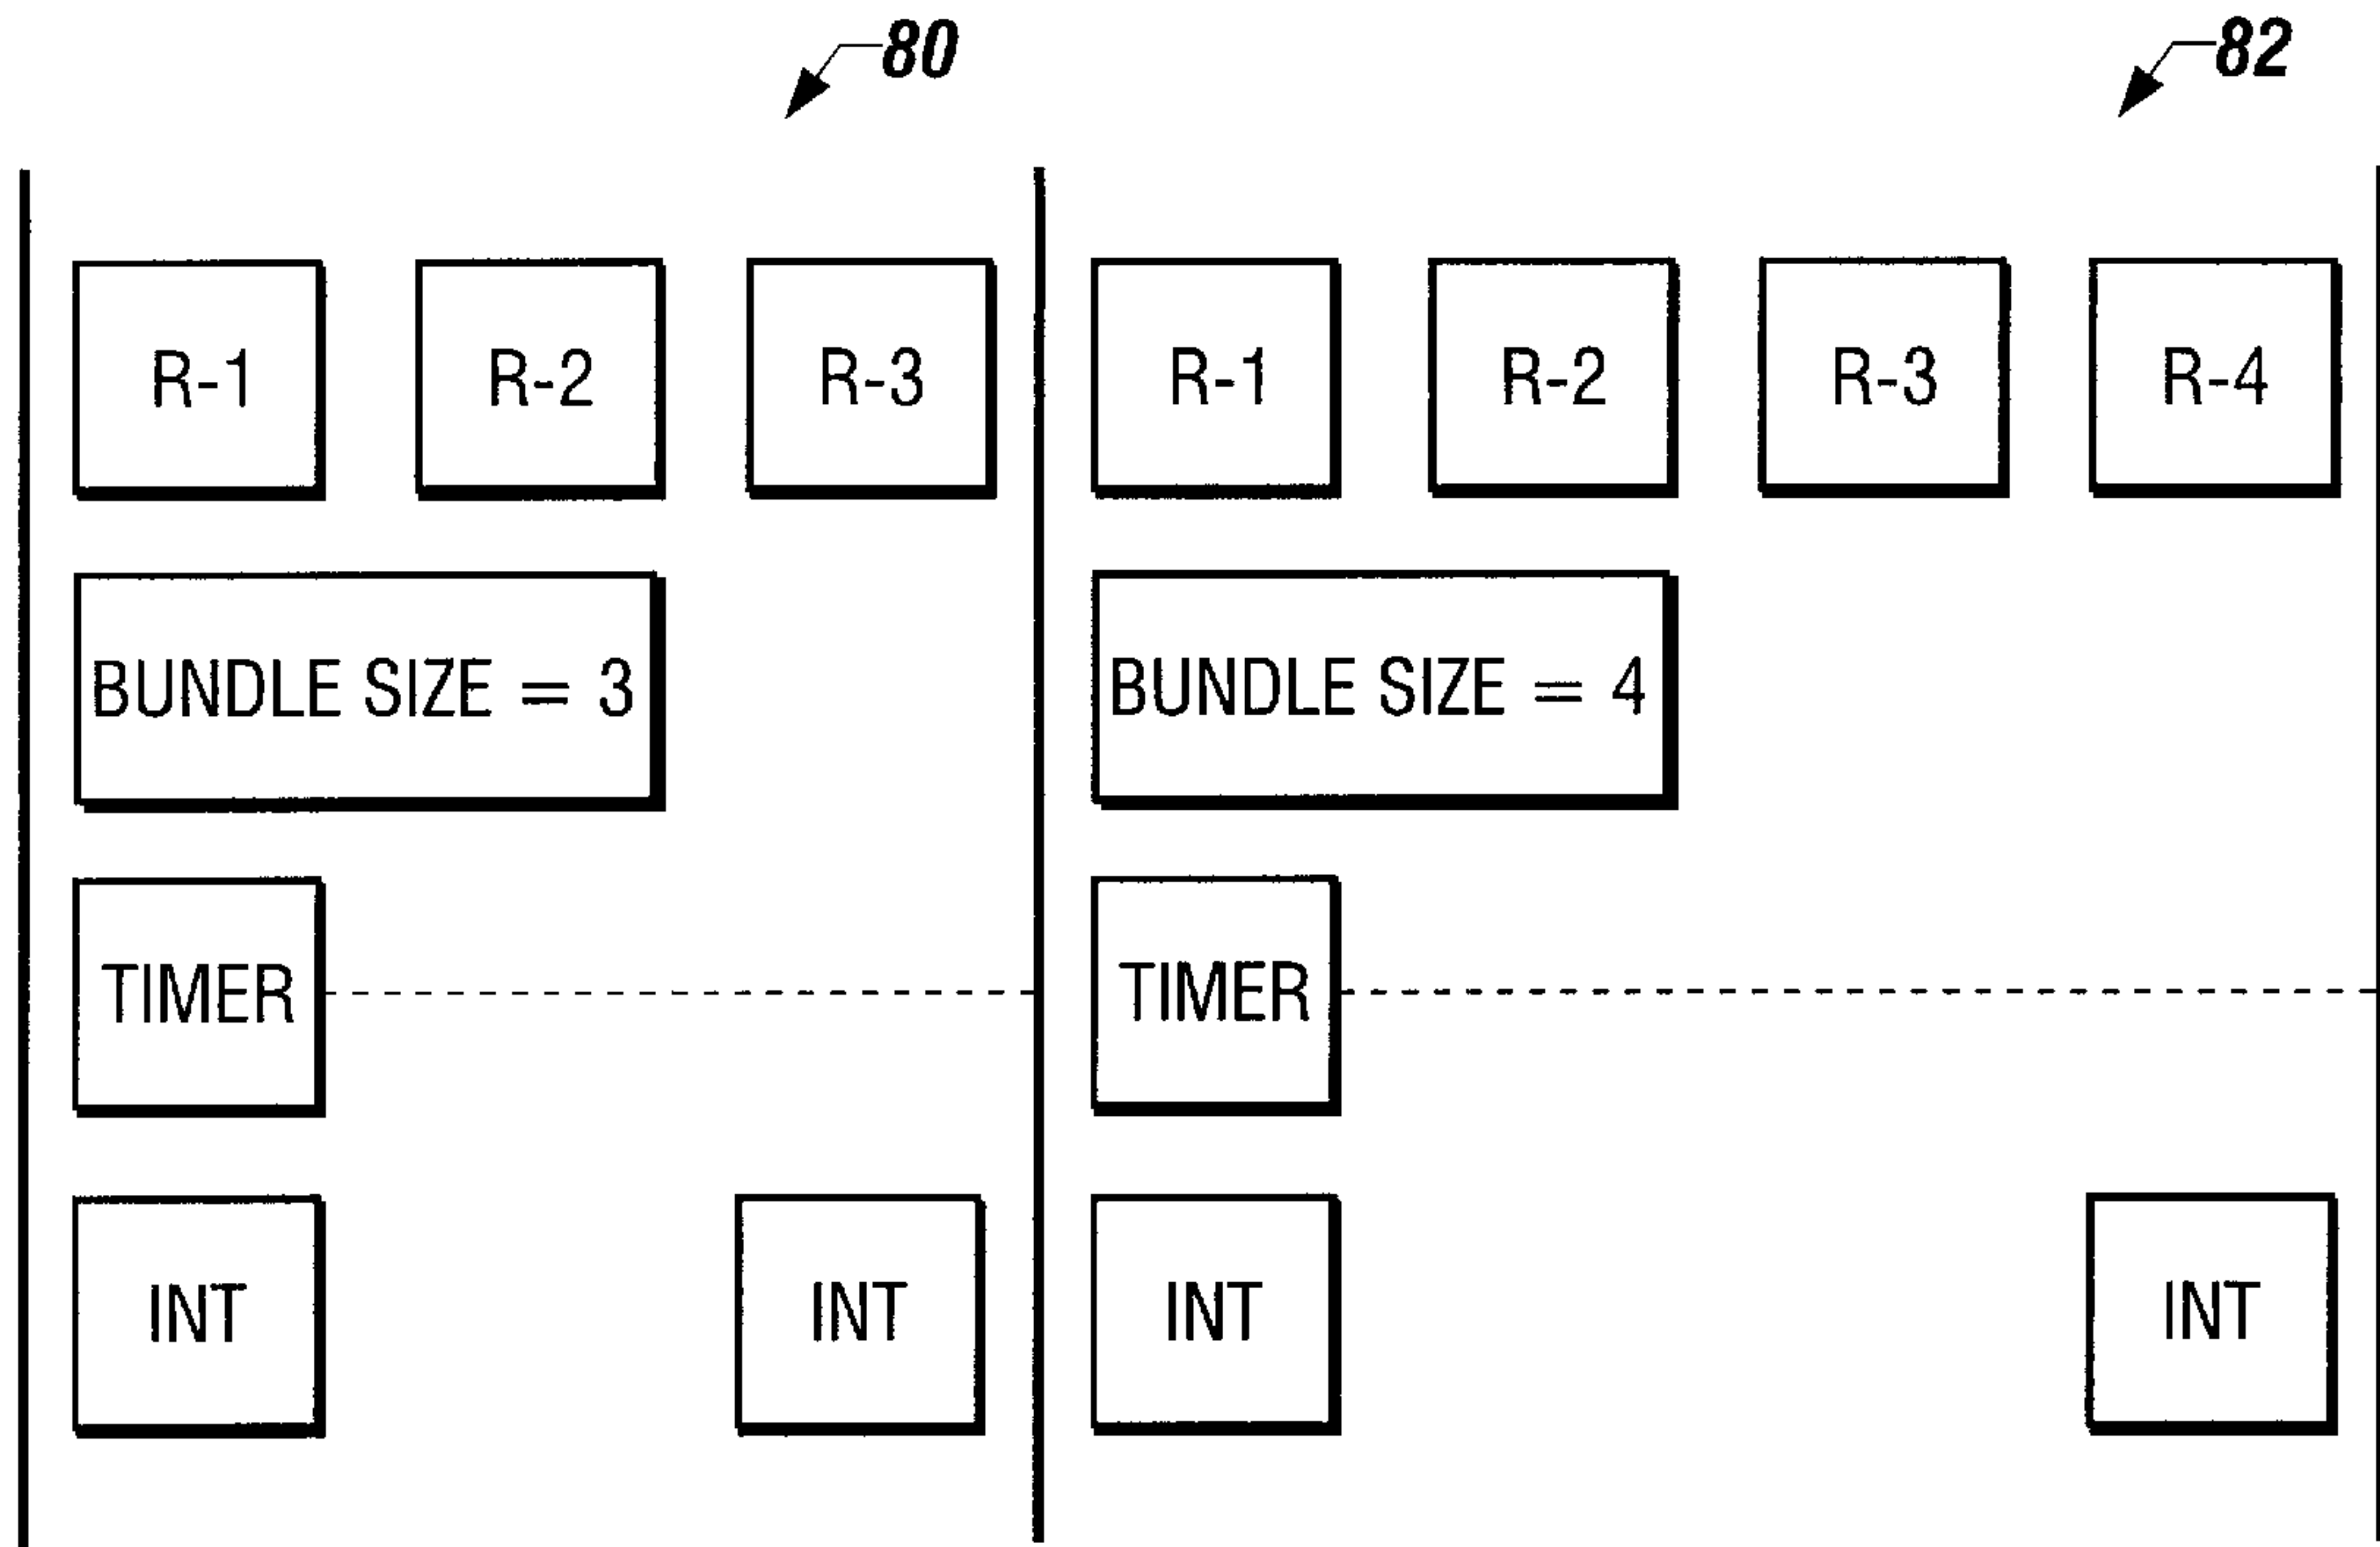 80
82
R-1 R-2 R-3 R-1 R-2 R-3 R-4
BUNDLE SIZE = 3 BUNDLE SIZE = 4
TIMER TIMER
INT INT INT INT